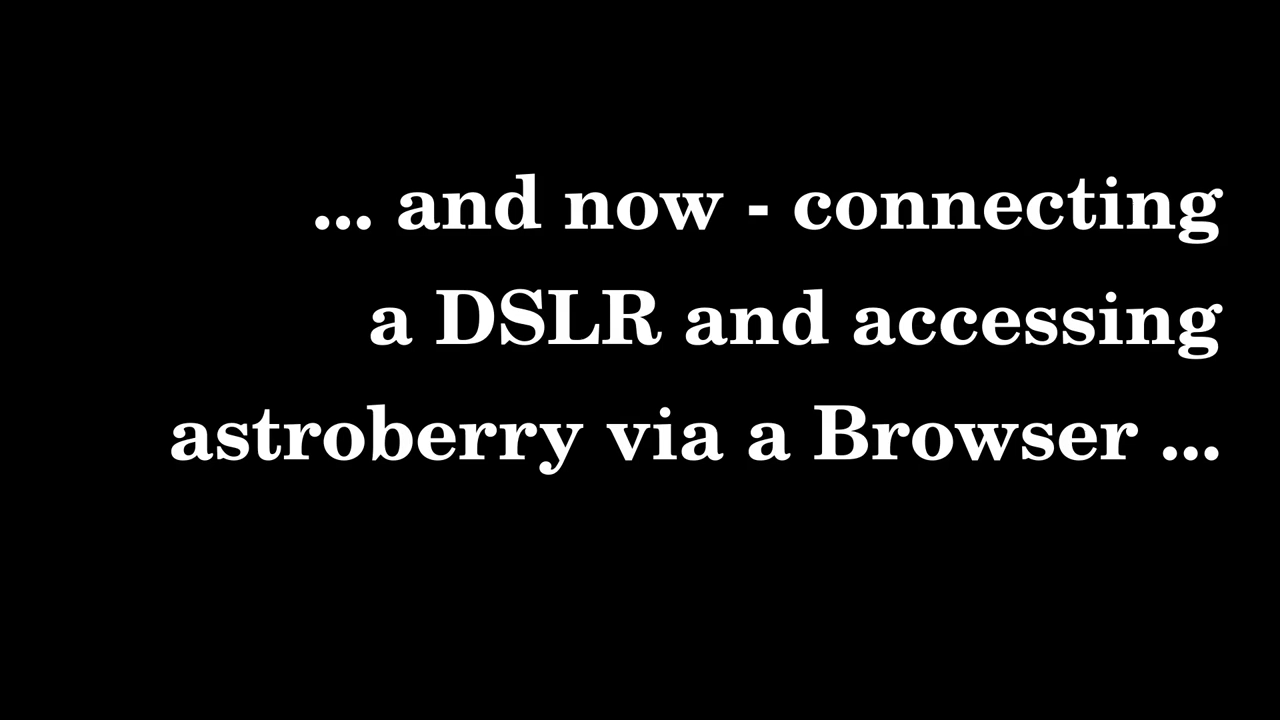 ... and now - connecting
a DSLR and accessing
astroberry via a Browser ...